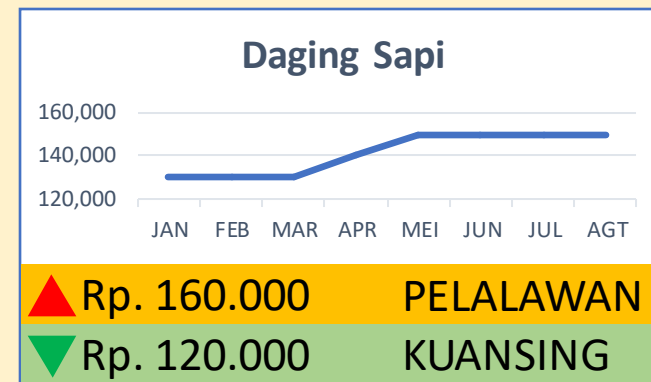 Daging Sapi
160,000
140,000
120,000
JAN FEB MAR APR MEI JUN JUL AGT
Rp. 160.000 PELALAWAN
Rp. 120.000 KUANSING